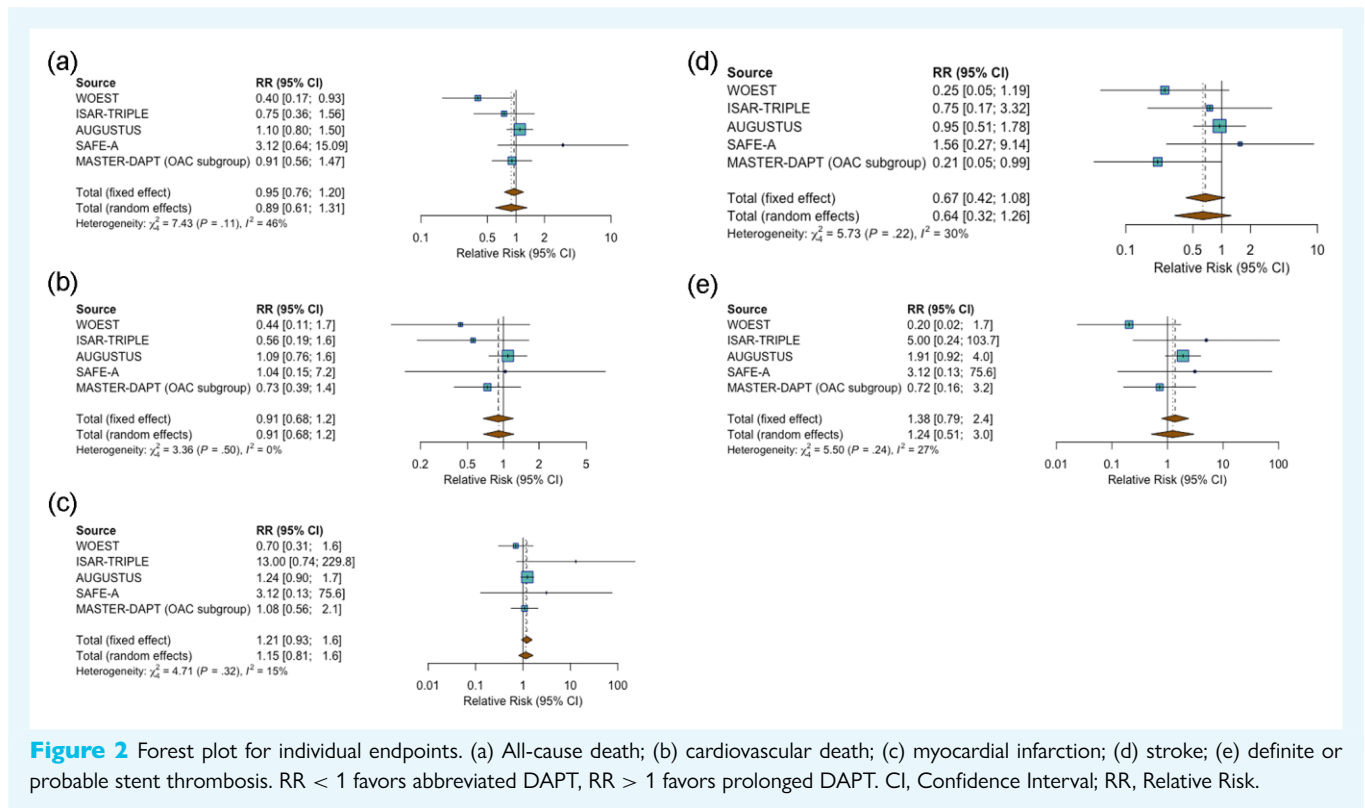 (a)
Source RR (95% CI)
WOEST 0.40 [0.17; 0.93]
ISAR-TRIPLE 0.75 [0.36; 1.56]
AUGUSTUS 1.10 [0.80; 1.50]
SAFE-A 3.12 [0.64; 15.09]
MASTER-DAPT (OAC subgroup) 0.91 [0.56; 1.47]
Total (fixed effect) 0.95 [0.76; 1.20]
Total (random effects) 0.89 [0.61; 1.31]
Heterogeneity: χ²₄ = 7.43 (P = .11), I² = 46%
0.1 0.5 1 2 10
Relative Risk (95% CI)
(b)
Source RR (95% CI)
WOEST 0.44 [0.11; 1.7]
ISAR-TRIPLE 0.56 [0.19; 1.6]
AUGUSTUS 1.09 [0.76; 1.6]
SAFE-A 1.04 [0.15; 7.2]
MASTER-DAPT (OAC subgroup) 0.73 [0.39; 1.4]
Total (fixed effect) 0.91 [0.68; 1.2]
Total (random effects) 0.91 [0.68; 1.2]
Heterogeneity: χ²₄ = 3.36 (P = .50), I² = 0%
0.2 0.5 1 2 5
Relative Risk (95% CI)
(c)
Source RR (95% CI)
WOEST 0.70 [0.31; 1.6]
ISAR-TRIPLE 13.00 [0.74; 229.8]
AUGUSTUS 1.24 [0.90; 1.7]
SAFE-A 3.12 [0.13; 75.6]
MASTER-DAPT (OAC subgroup) 1.08 [0.56; 2.1]
Total (fixed effect) 1.21 [0.93; 1.6]
Total (random effects) 1.15 [0.81; 1.6]
Heterogeneity: χ²₄ = 4.71 (P = .32), I² = 15%
0.01 0.1 1 10 100
Relative Risk (95% CI)
(d)
Source RR (95% CI)
WOEST 0.25 [0.05; 1.19]
ISAR-TRIPLE 0.75 [0.17; 3.32]
AUGUSTUS 0.95 [0.51; 1.78]
SAFE-A 1.56 [0.27; 9.14]
MASTER-DAPT (OAC subgroup) 0.21 [0.05; 0.99]
Total (fixed effect) 0.67 [0.42; 1.08]
Total (random effects) 0.64 [0.32; 1.26]
Heterogeneity: χ²₄ = 5.73 (P = .22), I² = 30%
0.1 0.5 1 2 10
Relative Risk (95% CI)
(e)
Source RR (95% CI)
WOEST 0.20 [0.02; 1.7]
ISAR-TRIPLE 5.00 [0.24; 103.7]
AUGUSTUS 1.91 [0.92; 4.0]
SAFE-A 3.12 [0.13; 75.6]
MASTER-DAPT (OAC subgroup) 0.72 [0.16; 3.2]
Total (fixed effect) 1.38 [0.79; 2.4]
Total (random effects) 1.24 [0.51; 3.0]
Heterogeneity: χ²₄ = 5.50 (P = .24), I² = 27%
0.01 0.1 1 10 100
Relative Risk (95% CI)
Figure 2 Forest plot for individual endpoints. (a) All-cause death; (b) cardiovascular death; (c) myocardial infarction; (d) stroke; (e) definite or
probable stent thrombosis. RR < 1 favors abbreviated DAPT, RR > 1 favors prolonged DAPT. CI, Confidence Interval; RR, Relative Risk.